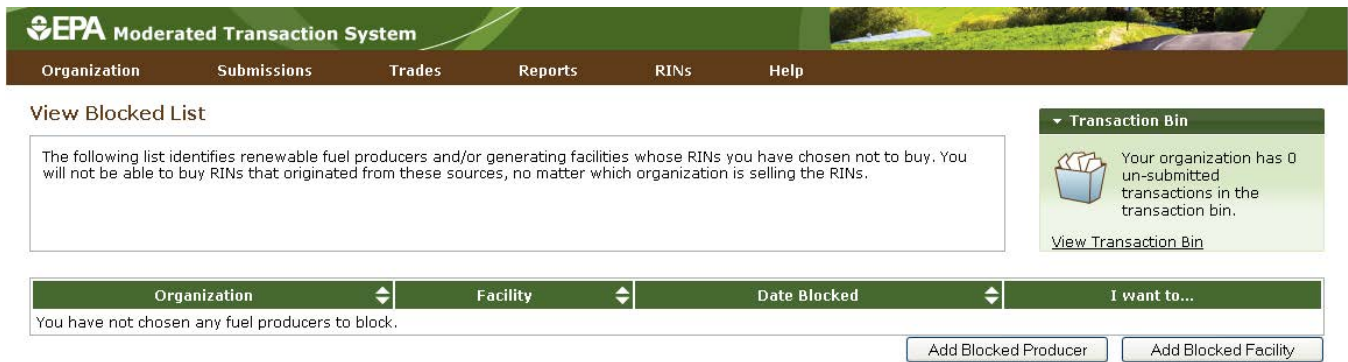 EPA Moderated Transaction System
Organization Submissions Trades Reports RINs Help
View Blocked List
The following list identifies renewable fuel producers and/or generating facilities whose RINs you have chosen not to buy. You
will not be able to buy RINs that originated from these sources, no matter which organization is selling the RINs.
Transaction Bin
Your organization has 0
un-submitted
transactions in the
transaction bin.
View Transaction Bin
Organization Facility Date Blocked I want to...
You have not chosen any fuel producers to block.
Add Blocked Producer Add Blocked Facility